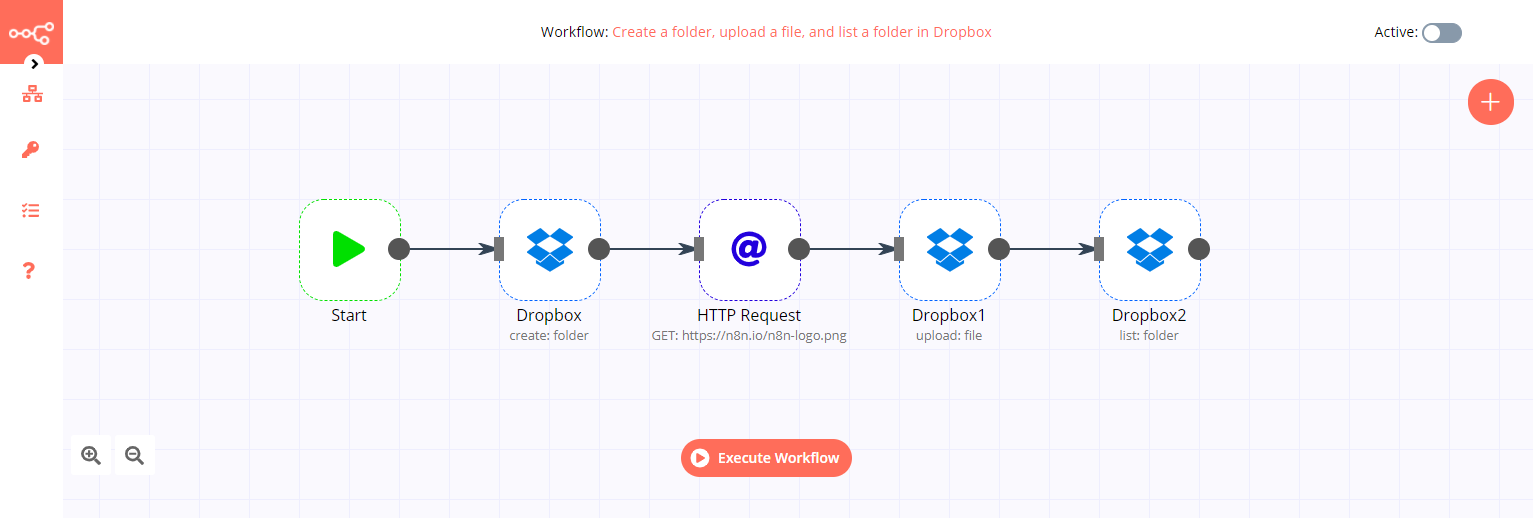 Workflow: Create a folder, upload a file, and list a folder in Dropbox
Active:
Start
Dropbox
create: folder
HTTP Request
GET: https://n8n.io/n8n-logo.png
Dropbox1
upload: file
Dropbox2
list: folder
Execute Workflow